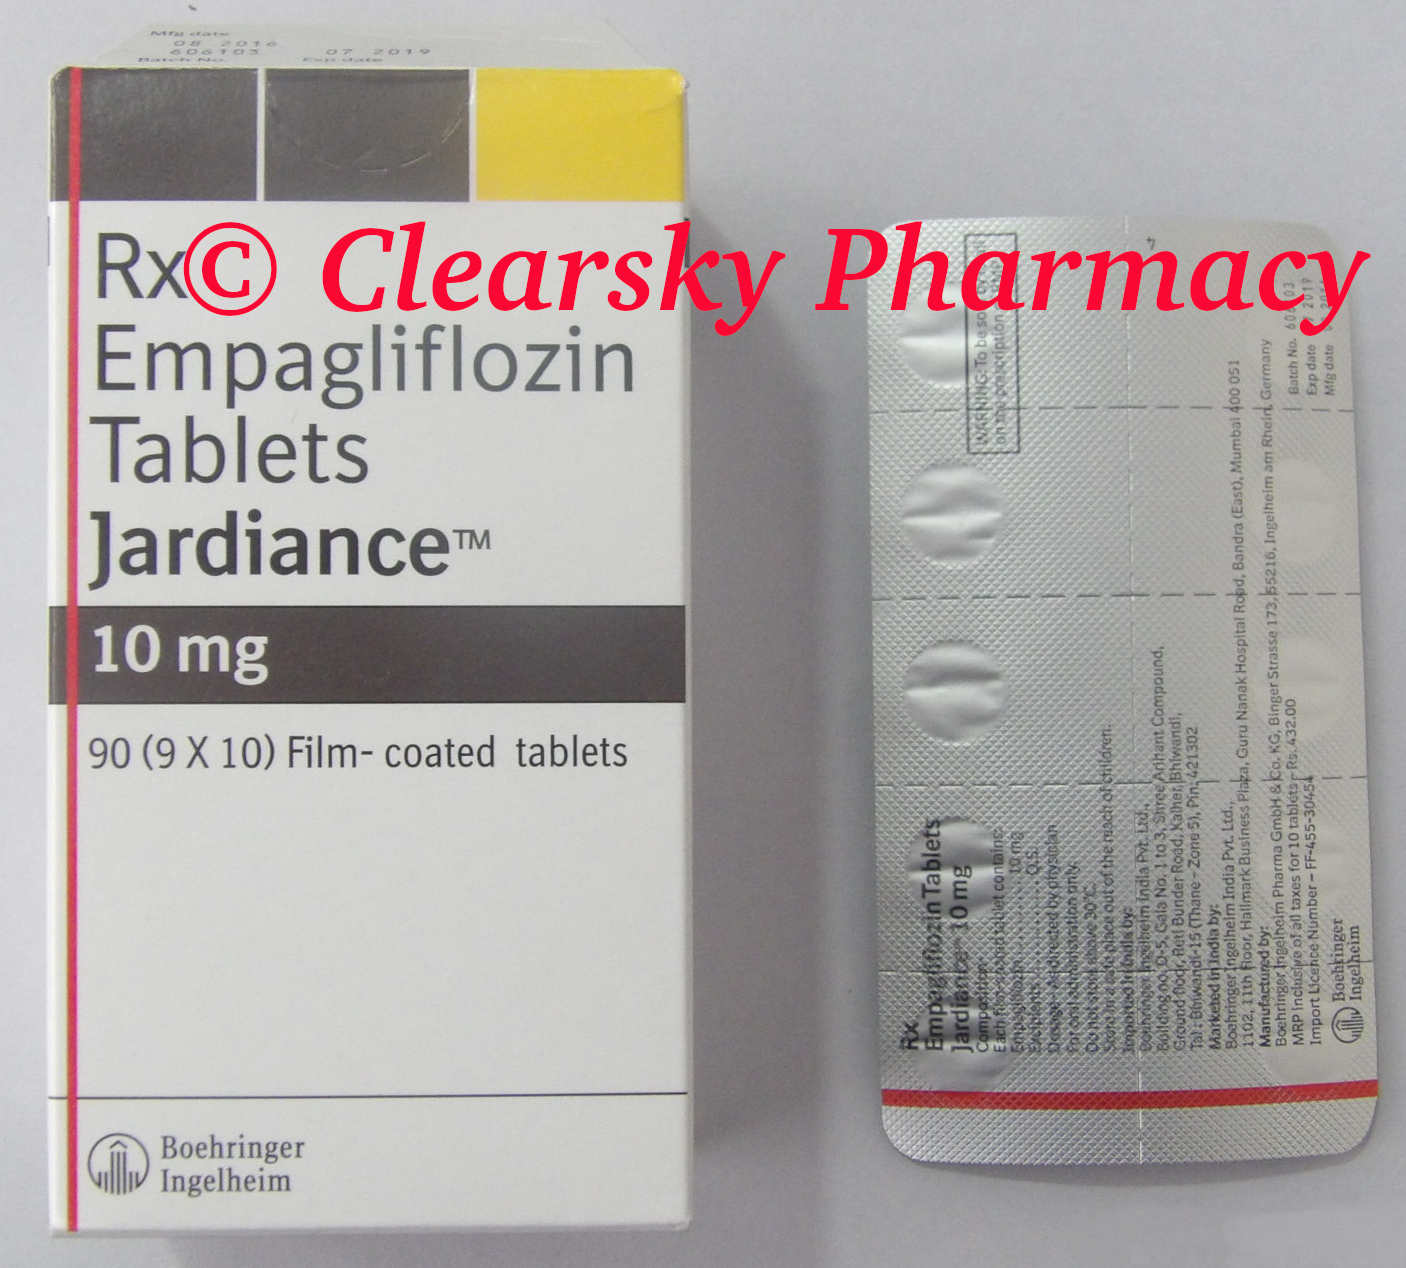 Mfg date
08 2016
606103 07 2019
Batch No. Exp date
© Clearsky Pharmacy
Rx
Empagliflozin
Tablets
Jardiance™
10 mg
90 (9 X 10) Film- coated tablets
Boehringer
Ingelheim
WARNING: To be
on the prescription
Batch No.
Exp date 2019
Mfg date
Rx
Empagliflozin Tablets
Jardiance™ 10 mg
Composition:
Each film-coated tablet contains:
Empagliflozin ............ 10 mg
Excipients ............... Q.S.
Dosage: As directed by physician
For oral administration only.
Do not store above 30°C.
Store in a safe place out of the reach of children.
Imported in India by:
Boehringer Ingelheim India Pvt. Ltd.,
Building no. D-5, Gala No. 1 to 3, Shree Arihant Compound,
Ground floor, Reti Bunder Road, Kalher, Bhiwandi,
Tal: Bhiwandi-15 (Thane - Zone 5), Pin: 421302
Marketed in India by:
Boehringer Ingelheim India Pvt. Ltd.,
1102, 11th Floor, Hallmark Business Plaza, Guru Nanak Hospital Road, Bandra (East), Mumbai 400 051
Manufactured by:
Boehringer Ingelheim Pharma GmbH & Co. KG, Binger Strasse 173, 55216, Ingelheim am Rhein, Germany
MRP inclusive of all taxes for 10 tablets - Rs. 432.00
Import Licence Number – FF-455-30454
Boehringer
Ingelheim